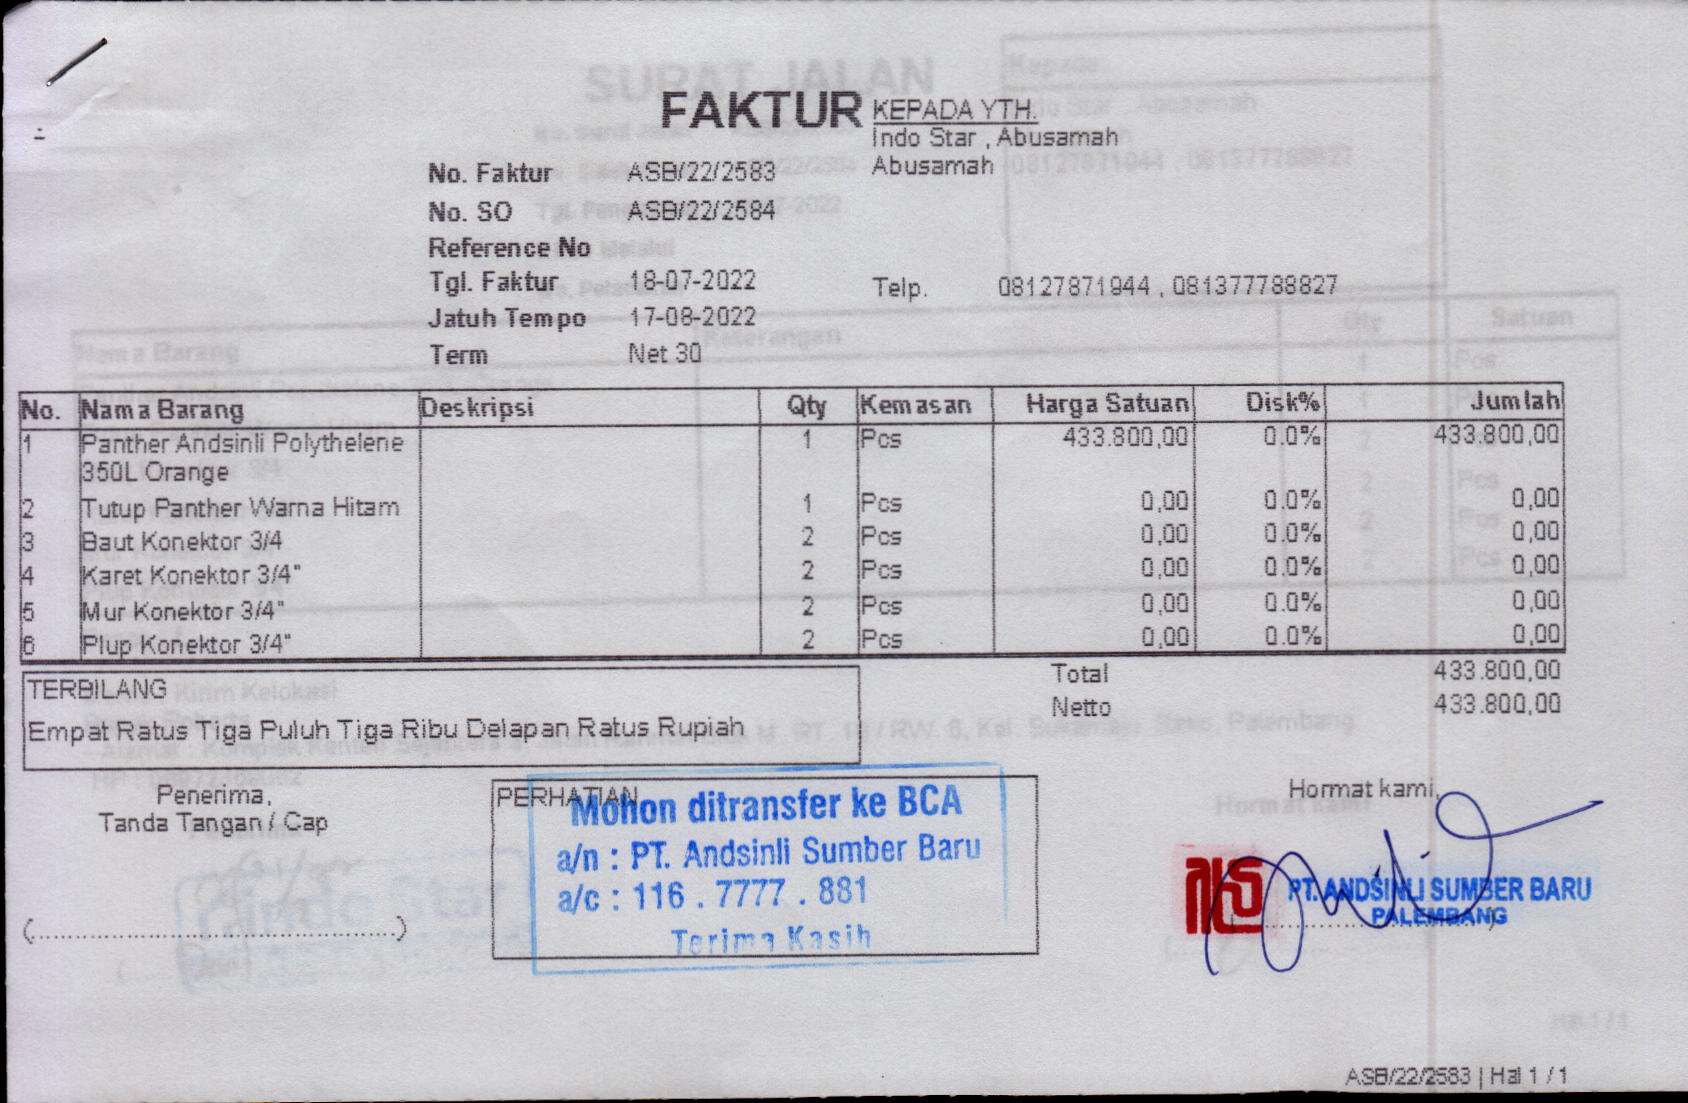 FAKTUR
KEPADA YTH.
Indo Star , Abusamah
Abusamah
No. Faktur ASB/22/2583
No. SO ASB/22/2584
Reference No
Tgl. Faktur 18-07-2022
Telp. 08127871944 , 081377788827
Jatuh Tempo 17-08-2022
Term Net 30
No. Nama Barang Deskripsi Qty Kemasan Harga Satuan Disk% Jumlah
1 Panther Andsinli Polythelene 1 Pcs 433.800,00 0.0% 433.800,00
350L Orange
2 Tutup Panther Warna Hitam 1 Pcs 0,00 0.0% 0,00
3 Baut Konektor 3/4 2 Pcs 0,00 0.0% 0,00
4 Karet Konektor 3/4" 2 Pcs 0,00 0.0% 0,00
5 Mur Konektor 3/4" 2 Pcs 0,00 0.0% 0,00
6 Plup Konektor 3/4" 2 Pcs 0,00 0.0% 0,00
Total 433.800,00
Netto 433.800,00
TERBILANG
Empat Ratus Tiga Puluh Tiga Ribu Delapan Ratus Rupiah
Penerima,
Tanda Tangan / Cap
(....................................................)
PERHATIAN
Mohon ditransfer ke BCA
a/n : PT. Andsinli Sumber Baru
a/c : 116 . 7777 . 881
Terima Kasih
Hormat kami,
PT. ANDSINLI SUMBER BARU
PALEMBANG
ASB/22/2583 | Hal 1 / 1